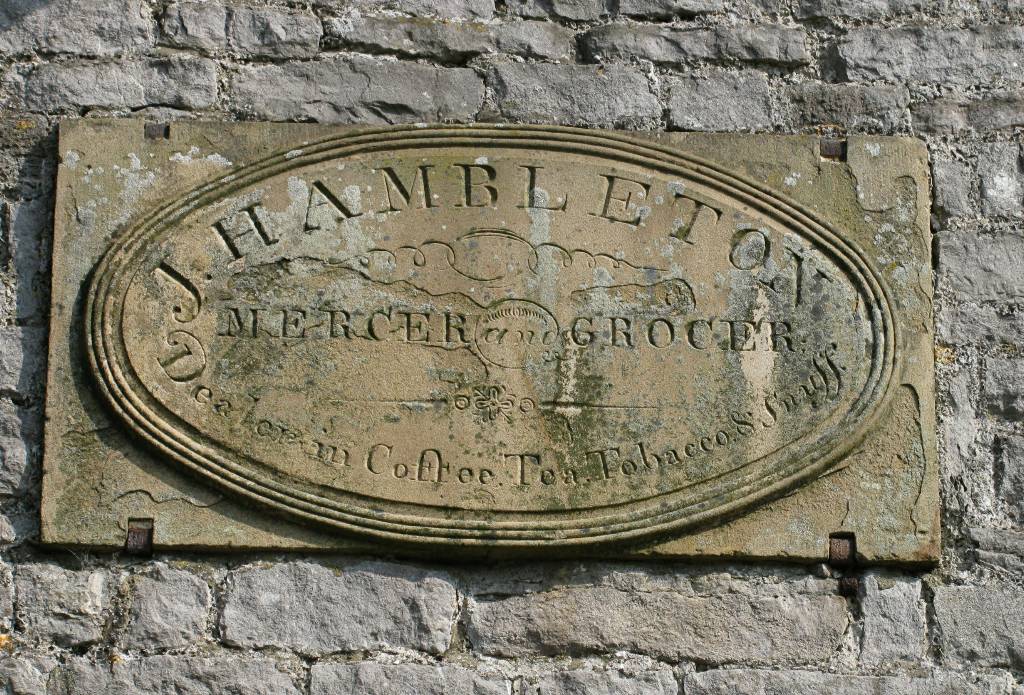 J. HAMBLETON
MERCER and GROCER.
Dealer in Coffee. Tea. Tobacco. & Snuff.